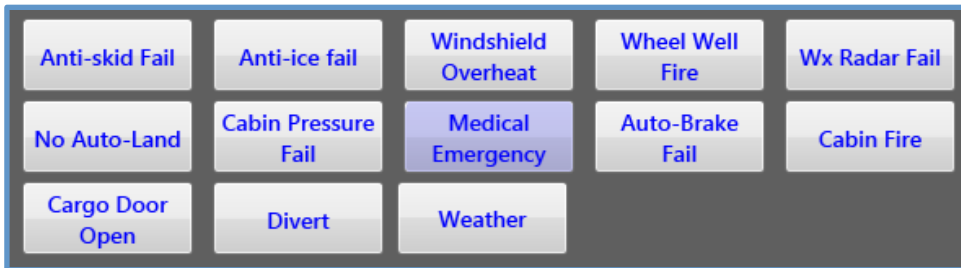 Anti-skid Fail
Anti-ice fail
Windshield
Overheat
Wheel Well
Fire
Wx Radar Fail
No Auto-Land
Cabin Pressure
Fail
Medical
Emergency
Auto-Brake
Fail
Cabin Fire
Cargo Door
Open
Divert
Weather